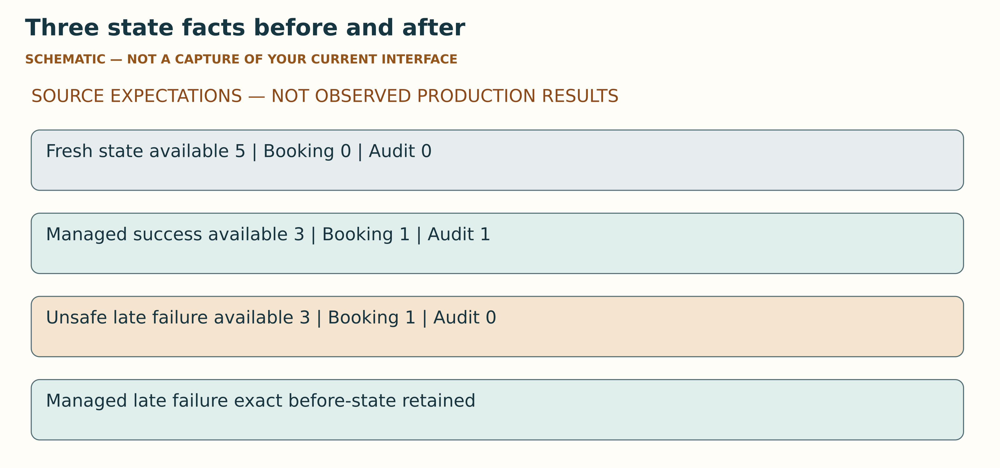 Three state facts before and after
SCHEMATIC — NOT A CAPTURE OF YOUR CURRENT INTERFACE
SOURCE EXPECTATIONS — NOT OBSERVED PRODUCTION RESULTS
Fresh state available 5 | Booking 0 | Audit 0
Managed success available 3 | Booking 1 | Audit 1
Unsafe late failure available 3 | Booking 1 | Audit 0
Managed late failure exact before-state retained